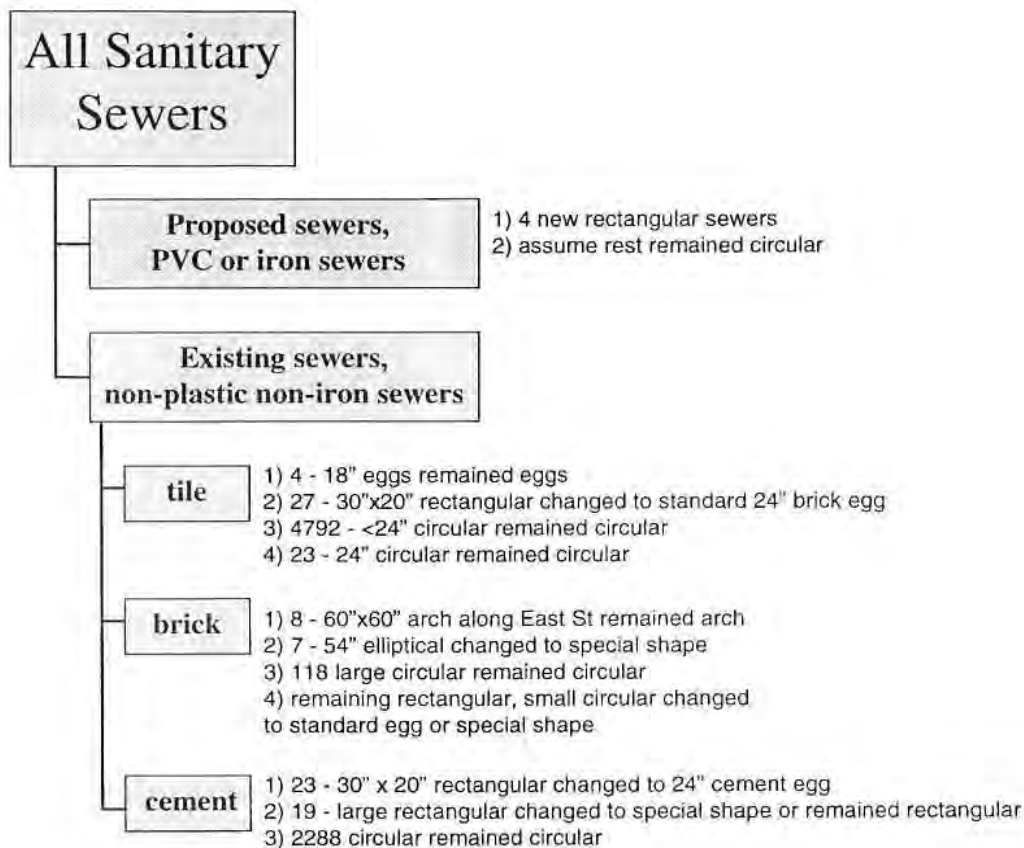 All Sanitary
Sewers
Proposed sewers,
PVC or iron sewers
1) 4 new rectangular sewers
2) assume rest remained circular
Existing sewers,
non-plastic non-iron sewers
tile
1) 4 - 18" eggs remained eggs
2) 27 - 30"x20" rectangular changed to standard 24" brick egg
3) 4792 - <24" circular remained circular
4) 23 - 24" circular remained circular
brick
1) 8 - 60"x60" arch along East St remained arch
2) 7 - 54" elliptical changed to special shape
3) 118 large circular remained circular
4) remaining rectangular, small circular changed
to standard egg or special shape
cement
1) 23 - 30" x 20" rectangular changed to 24" cement egg
2) 19 - large rectangular changed to special shape or remained rectangular
3) 2288 circular remained circular